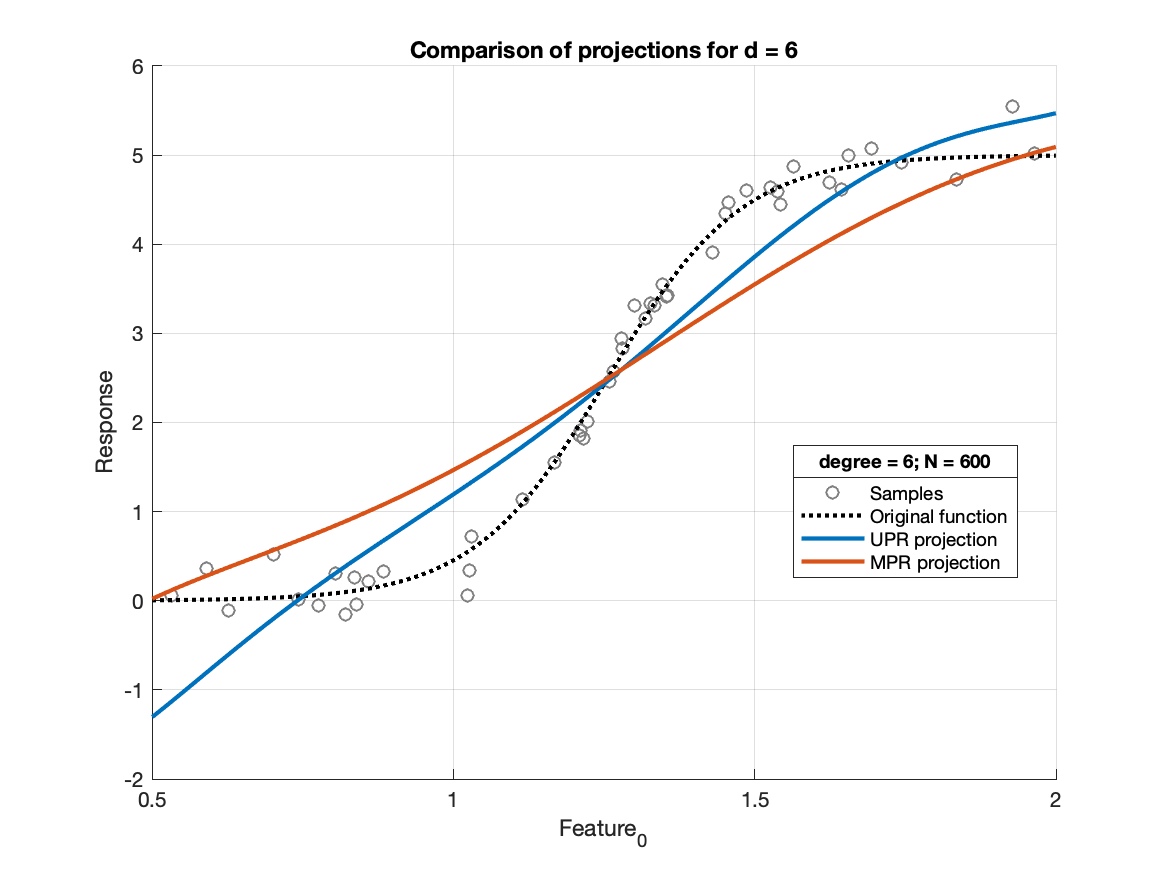 Comparison of projections for d = 6
6
5
4
3
2
1
0
-1
-2
Response
0.5
1
1.5
2
Feature_0
degree = 6; N = 600
Samples
Original function
UPR projection
MPR projection